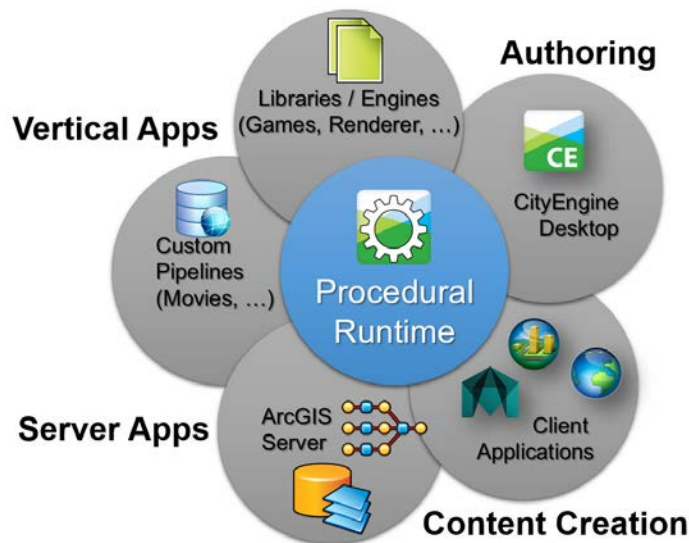 Authoring
Libraries / Engines
(Games, Renderer, ...)
Vertical Apps
CE
CityEngine
Desktop
Custom
Pipelines
(Movies, ...)
Procedural
Runtime
ArcGIS
Server
Server Apps
Client
Applications
Content Creation